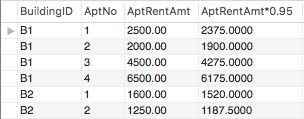 BuildingID AptNo AptRentAmt AptRentAmt*0.95
B1 1 2500.00 2375.0000
B1 2 2000.00 1900.0000
B1 3 4500.00 4275.0000
B1 4 6500.00 6175.0000
B2 1 1600.00 1520.0000
B2 2 1250.00 1187.5000